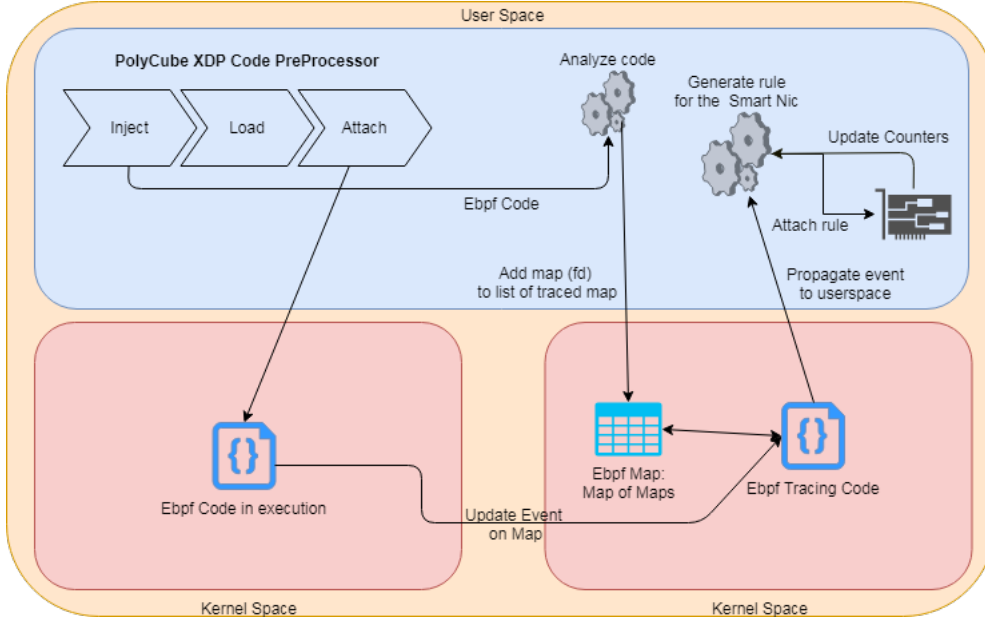 User Space
PolyCube XDP Code PreProcessor
Analyze code
Generate rule
for the Smart Nic
Inject
Load
Attach
Update Counters
Ebpf Code
Attach rule
Add map (fd)
to list of traced map
Propagate event
to userspace
Ebpf Map:
Map of Maps
Ebpf Tracing Code
Ebpf Code in execution
Update Event
on Map
Kernel Space
Kernel Space